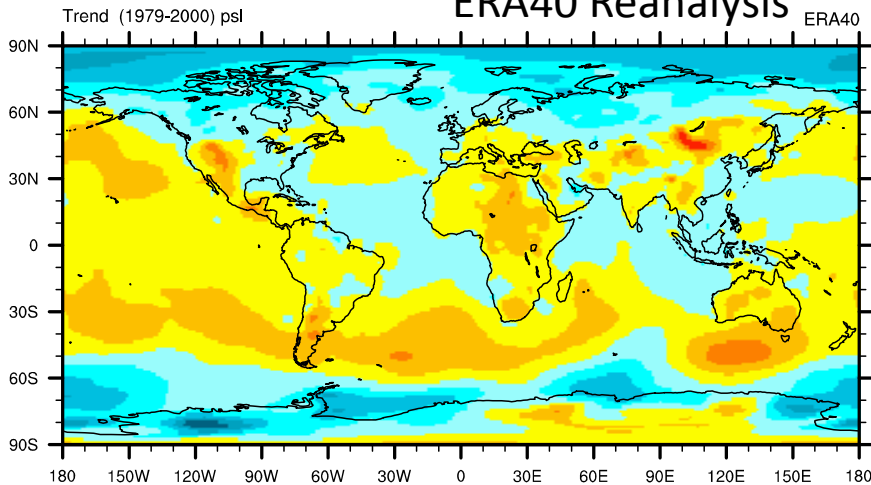 ERA40 Reanalysis
Trend (1979-2000) psl
ERA40
90N
60N
30N
0
30S
60S
90S
180 150W 120W 90W 60W 30W 0 30E 60E 90E 120E 150E 180